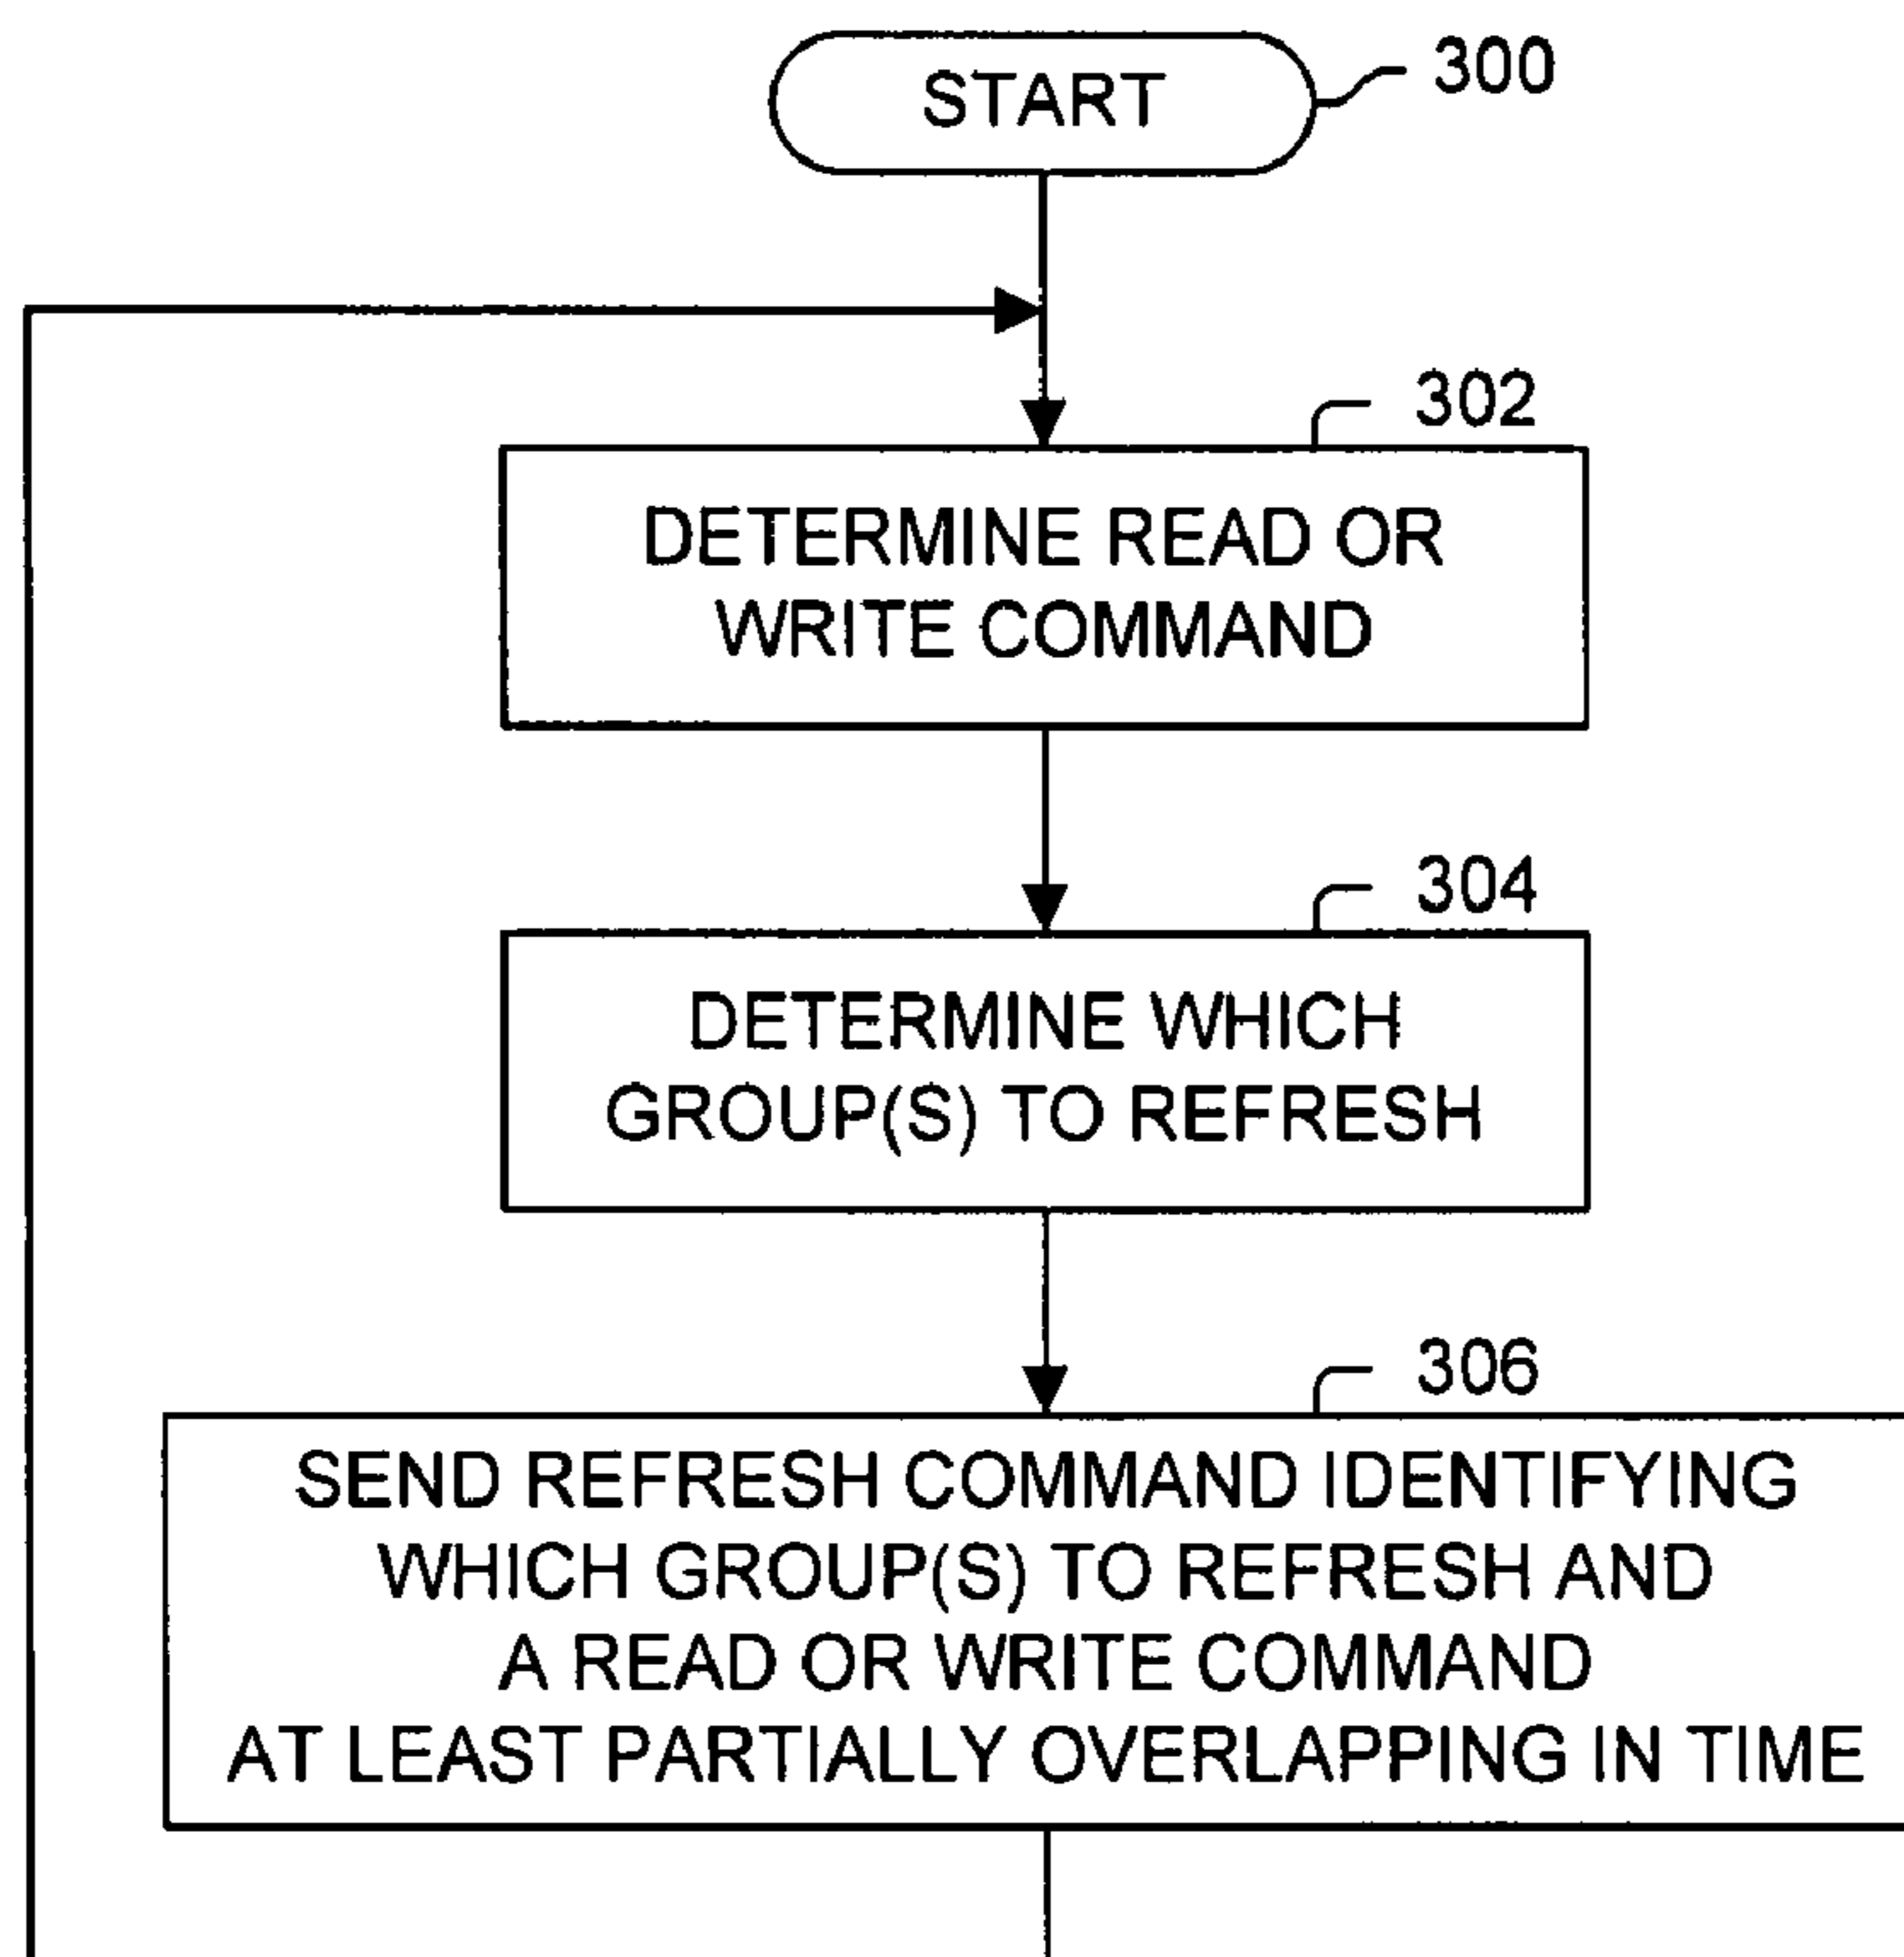 START
300
302
DETERMINE READ OR
WRITE COMMAND
304
DETERMINE WHICH
GROUP(S) TO REFRESH
306
SEND REFRESH COMMAND IDENTIFYING
WHICH GROUP(S) TO REFRESH AND
A READ OR WRITE COMMAND
AT LEAST PARTIALLY OVERLAPPING IN TIME